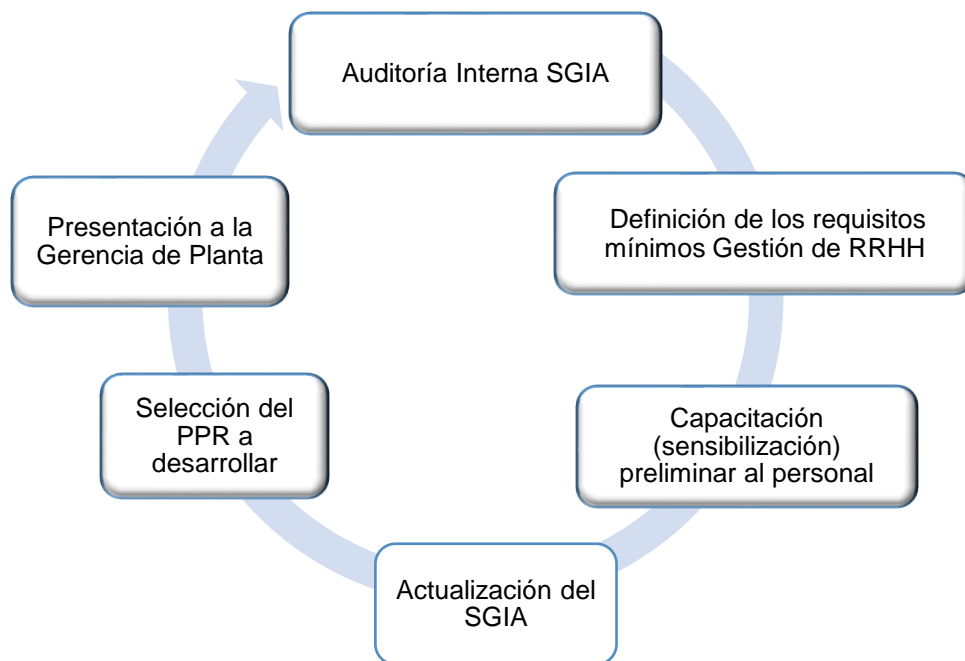 Auditoría Interna SGIA
Definición de los requisitos
mínimos Gestión de RRHH
Capacitación
(sensibilización)
preliminar al personal
Actualización del
SGIA
Selección del
PPR a
desarrollar
Presentación a la
Gerencia de Planta